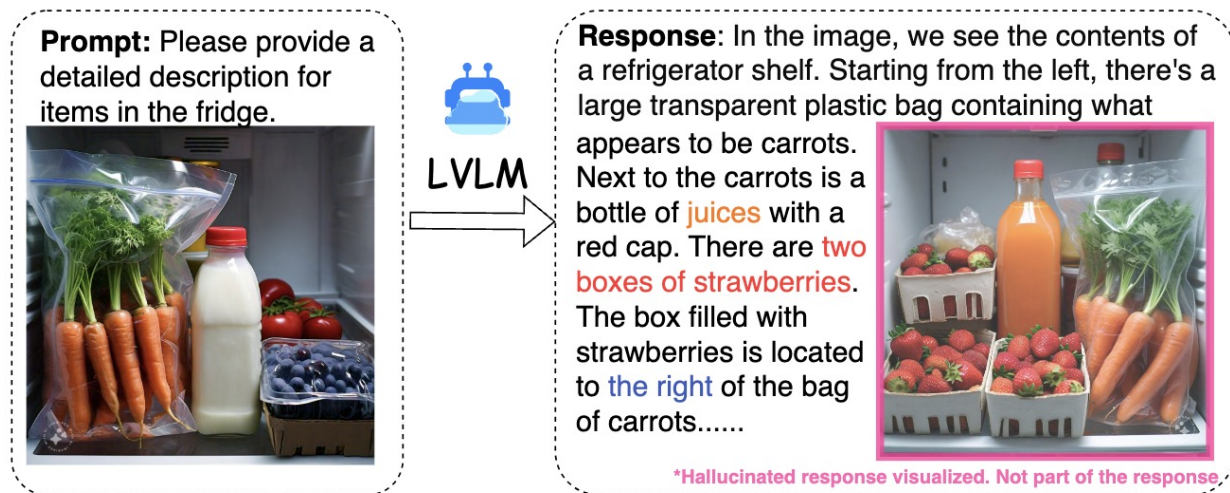 Prompt: Please provide a
detailed description for
items in the fridge.
LVLM
Response: In the image, we see the contents of
a refrigerator shelf. Starting from the left, there's a
large transparent plastic bag containing what
appears to be carrots.
Next to the carrots is a
bottle of juices with a
red cap. There are two
boxes of strawberries.
The box filled with
strawberries is located
to the right of the bag
of carrots......
*Hallucinated response visualized. Not part of the response.